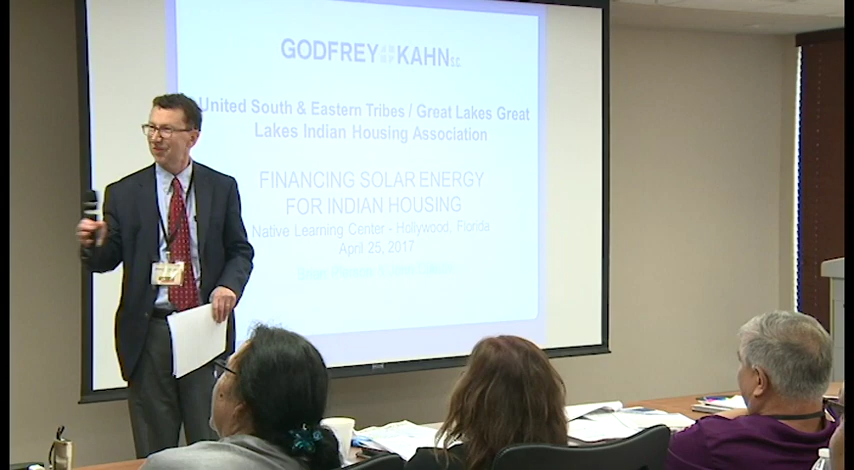 GODFREY KAHN S.C.
United South & Eastern Tribes / Great Lakes Great
Lakes Indian Housing Association
FINANCING SOLAR ENERGY
FOR INDIAN HOUSING
Native Learning Center - Hollywood, Florida
April 25, 2017